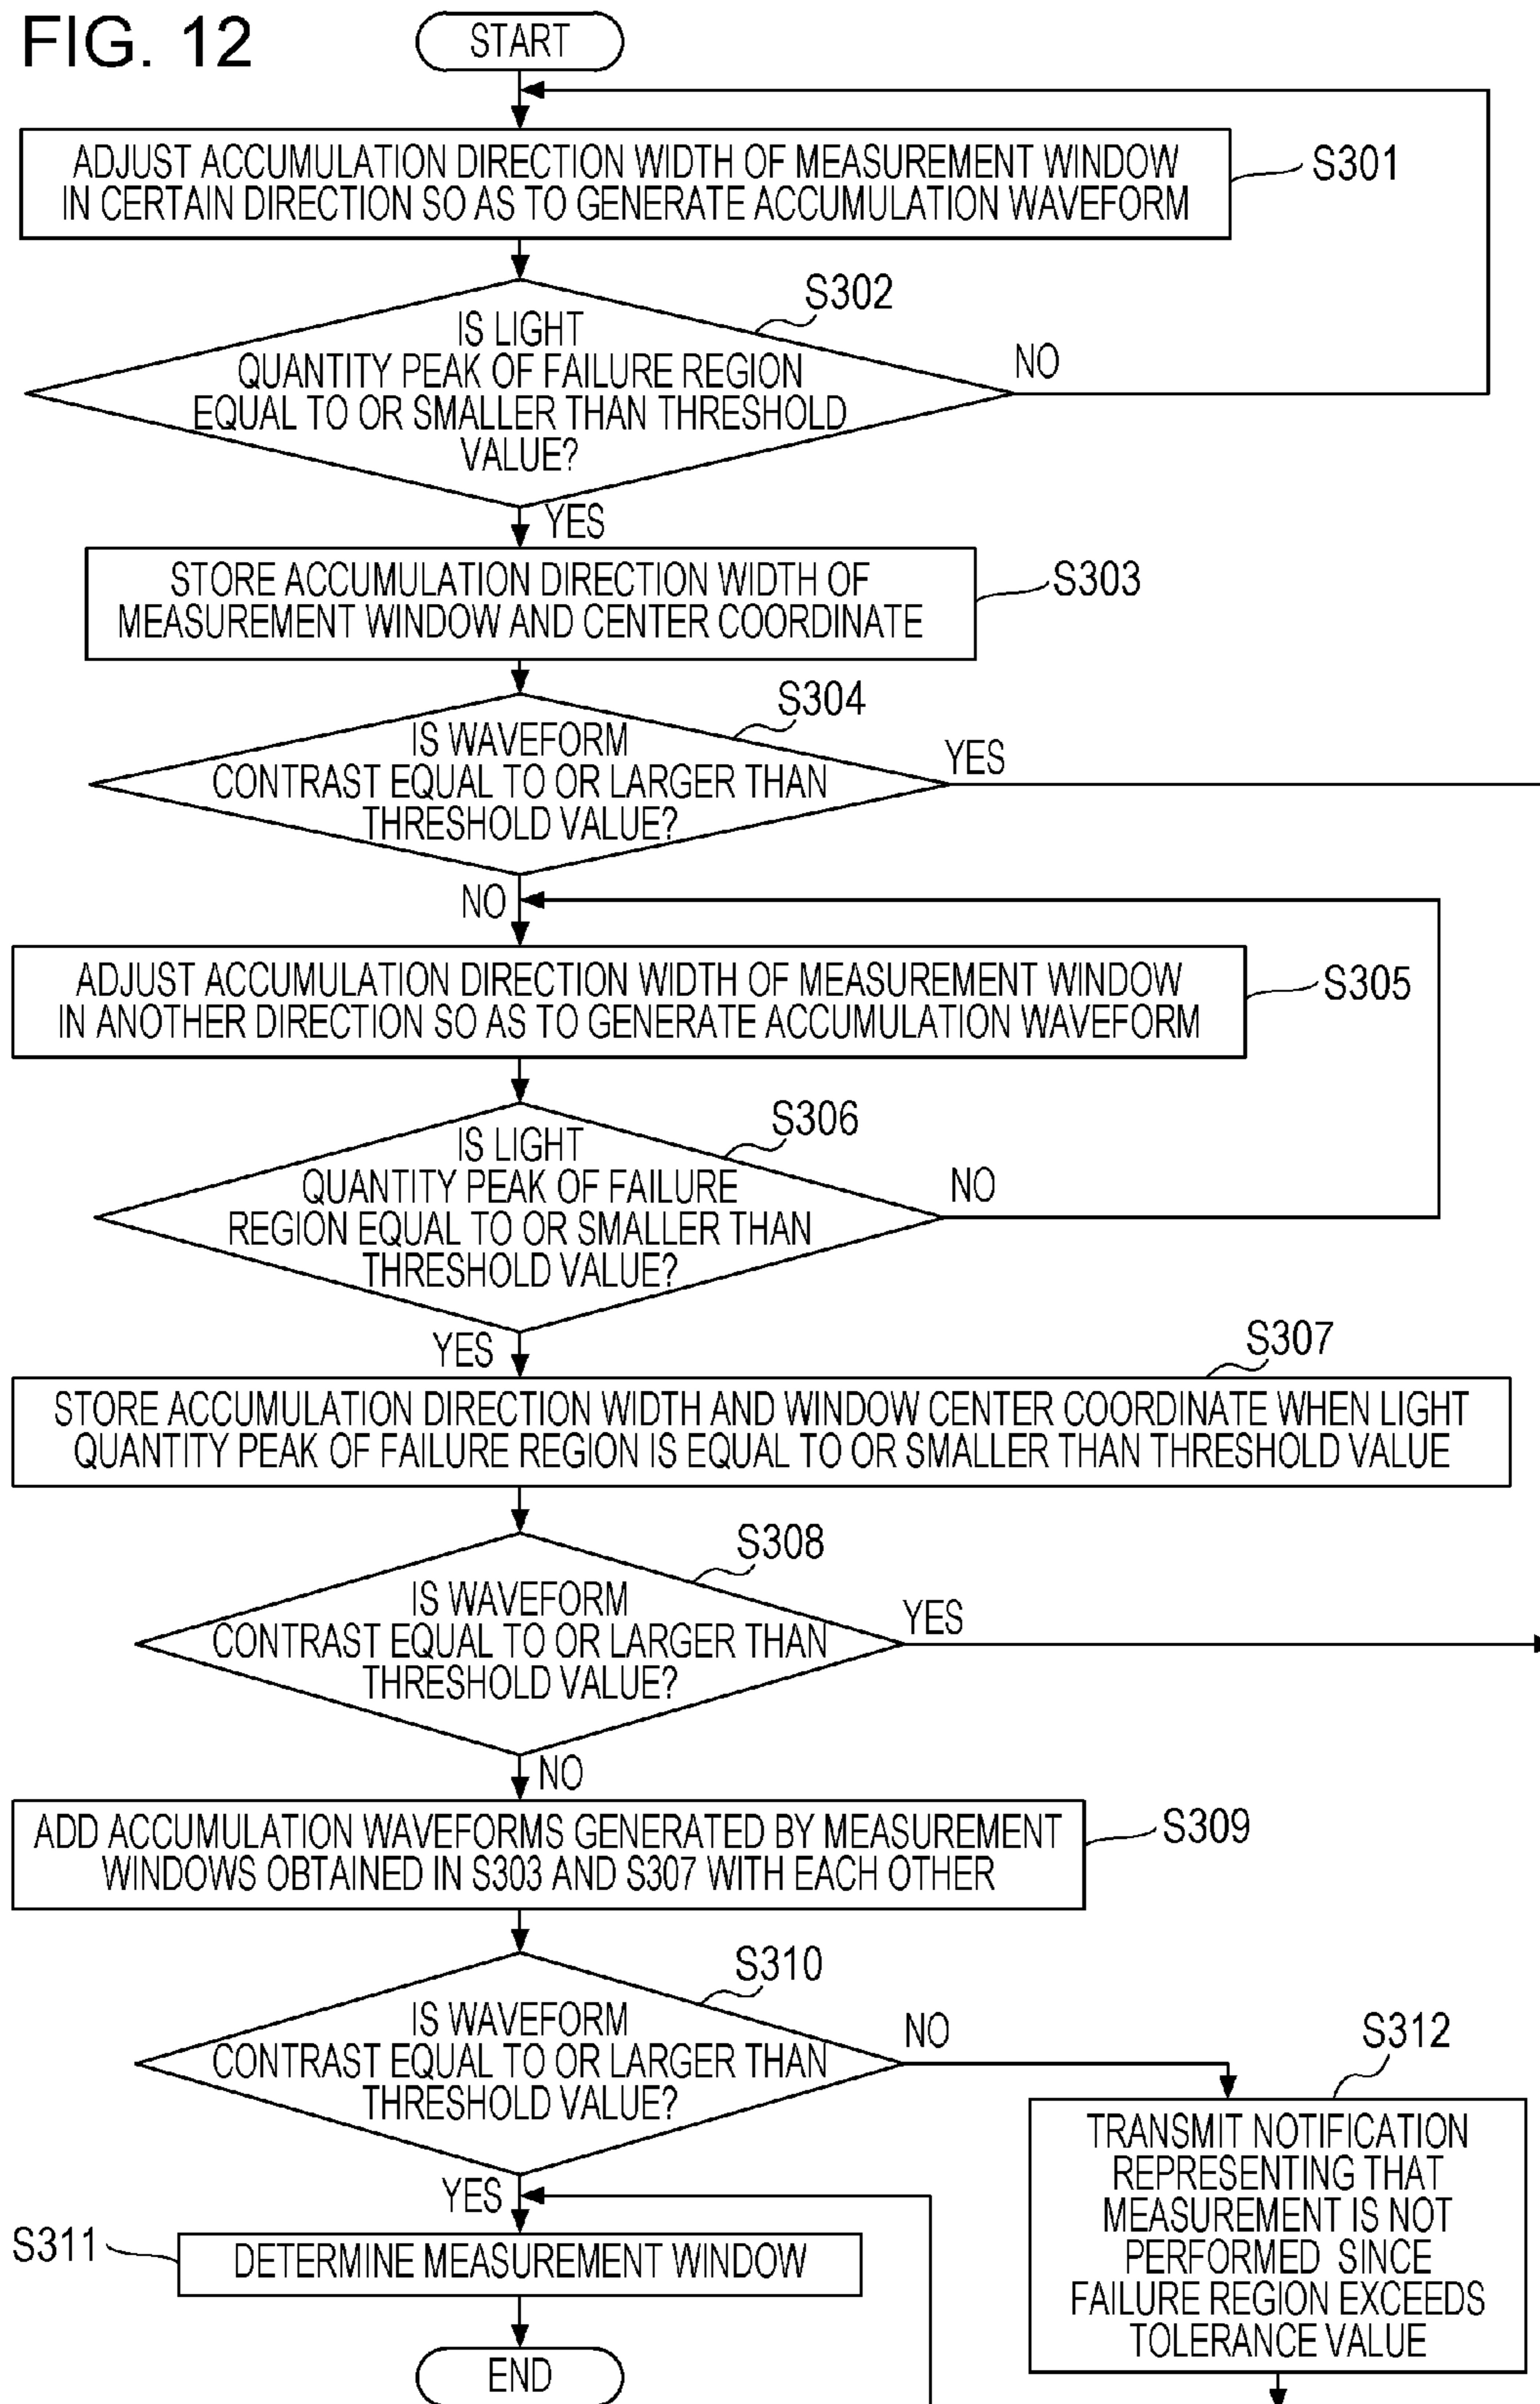 FIG. 12
START
ADJUST ACCUMULATION DIRECTION WIDTH OF MEASUREMENT WINDOW
IN CERTAIN DIRECTION SO AS TO GENERATE ACCUMULATION WAVEFORM
S301
S302
IS LIGHT
QUANTITY PEAK OF FAILURE REGION
EQUAL TO OR SMALLER THAN THRESHOLD
VALUE?
NO
YES
STORE ACCUMULATION DIRECTION WIDTH OF
MEASUREMENT WINDOW AND CENTER COORDINATE
S303
S304
IS WAVEFORM
CONTRAST EQUAL TO OR LARGER THAN
THRESHOLD VALUE?
YES
NO
ADJUST ACCUMULATION DIRECTION WIDTH OF MEASUREMENT WINDOW
IN ANOTHER DIRECTION SO AS TO GENERATE ACCUMULATION WAVEFORM
S305
S306
IS LIGHT
QUANTITY PEAK OF FAILURE
REGION EQUAL TO OR SMALLER THAN
THRESHOLD VALUE?
NO
YES
S307
STORE ACCUMULATION DIRECTION WIDTH AND WINDOW CENTER COORDINATE WHEN LIGHT
QUANTITY PEAK OF FAILURE REGION IS EQUAL TO OR SMALLER THAN THRESHOLD VALUE
S308
IS WAVEFORM
CONTRAST EQUAL TO OR LARGER THAN
THRESHOLD VALUE?
YES
NO
ADD ACCUMULATION WAVEFORMS GENERATED BY MEASUREMENT
WINDOWS OBTAINED IN S303 AND S307 WITH EACH OTHER
S309
S310
IS WAVEFORM
CONTRAST EQUAL TO OR LARGER THAN
THRESHOLD VALUE?
NO
S312
TRANSMIT NOTIFICATION
REPRESENTING THAT
MEASUREMENT IS NOT
PERFORMED SINCE
FAILURE REGION EXCEEDS
TOLERANCE VALUE
YES
S311
DETERMINE MEASUREMENT WINDOW
END